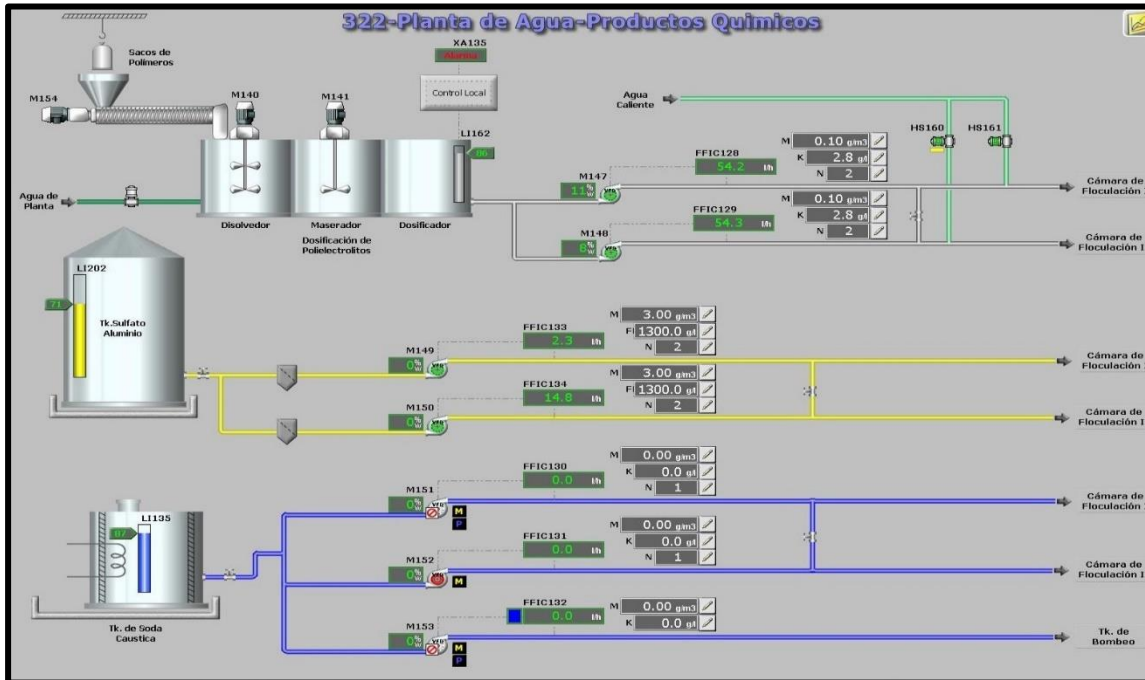 322-Planta de Agua-Productos Quimicos
XA135
Alarma
Control Local
Sacos de
Polímeros
M154
M140
M141
LI162
86
Agua de
Planta
Disolvedor
Maserador
Dosificador
Dosificación de
Polielectrolitos
Agua
Caliente
HS160
HS161
M147
11 %
FFIC128
54.2 l/h
M 0.10 g/m3
K 2.8 g/l
N 2
Cámara de
Floculación
M148
8 %
FFIC129
54.3 l/h
M 0.10 g/m3
K 2.8 g/l
N 2
Cámara de
Floculación I
LI202
71
Tk.Sulfato
Aluminio
M149
0 %
FFIC133
2.3 l/h
M 3.00 g/m3
F 1300.0 g/l
N 2
Cámara de
Floculación
M150
0 %
FFIC134
14.8 l/h
M 3.00 g/m3
F 1300.0 g/l
N 2
Cámara de
Floculación I
LI135
87
Tk. de Soda
Caustica
M151
0 %
M
P
FFIC130
0.0 l/h
M 0.00 g/m3
K 0.0 g/l
N 1
Cámara de
Floculación
M152
0 %
M
FFIC131
0.0 l/h
M 0.00 g/m3
K 0.0 g/l
N 1
Cámara de
Floculación I
M153
0 %
M
P
FFIC132
0.0 l/h
M 0.00 g/m3
K 0.0 g/l
Tk. de
Bombeo